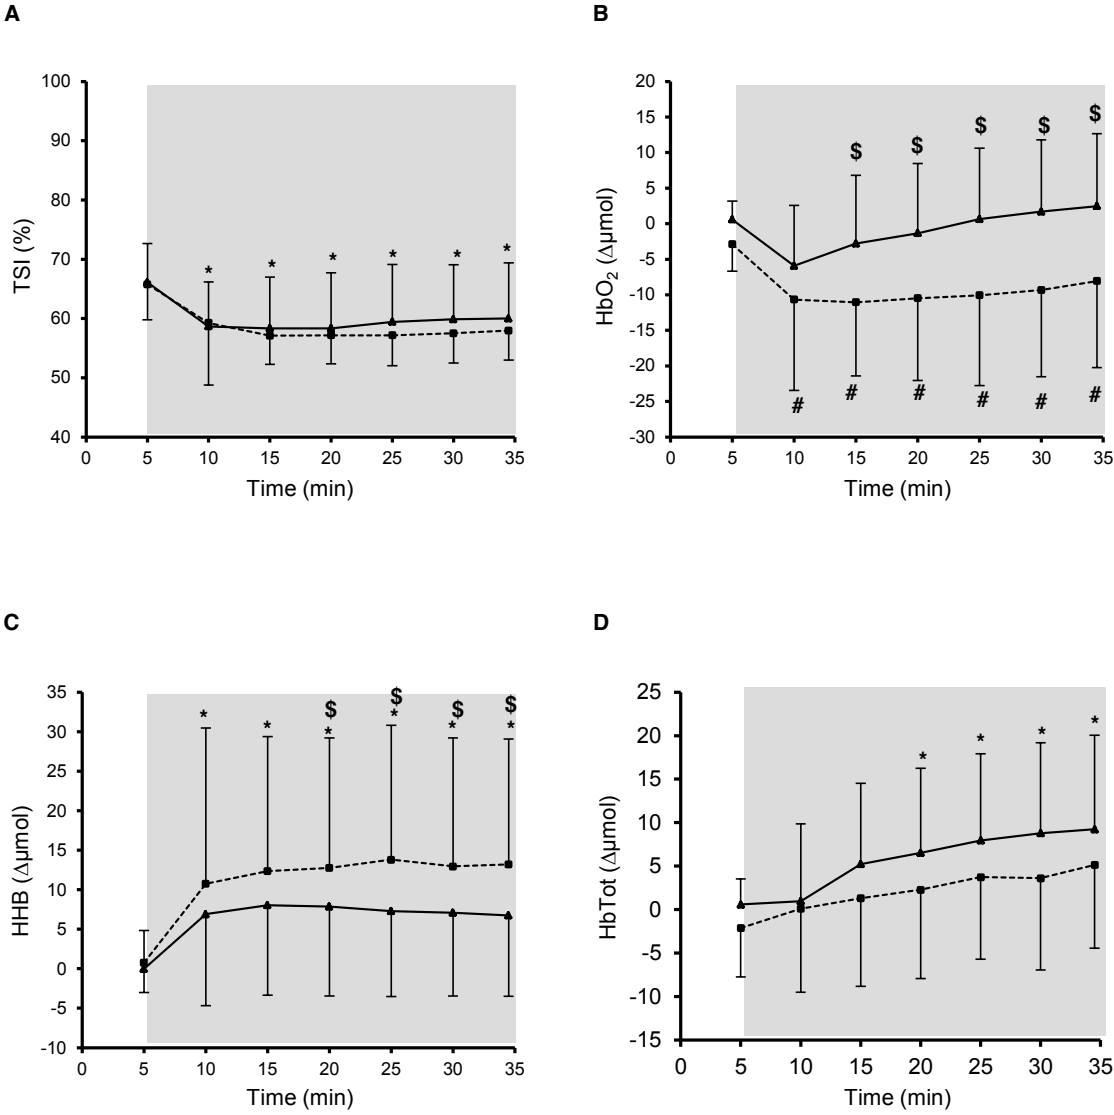 A
100
90
80
70
60
50
40
TSI (%)
* * * * * * *
0 5 10 15 20 25 30 35
Time (min)
B
20
15
10
5
0
-5
-10
-15
-20
-25
-30
HbO2 (Δμmol)
$ $ $ $ $
# # # # # #
0 5 10 15 20 25 30 35
Time (min)
C
35
30
25
20
15
10
5
0
-5
-10
HHB (Δμmol)
$ $ $ $
* * * * * *
0 5 10 15 20 25 30 35
Time (min)
D
25
20
15
10
5
0
-5
-10
-15
HbTot (Δμmol)
* * * *
0 5 10 15 20 25 30 35
Time (min)